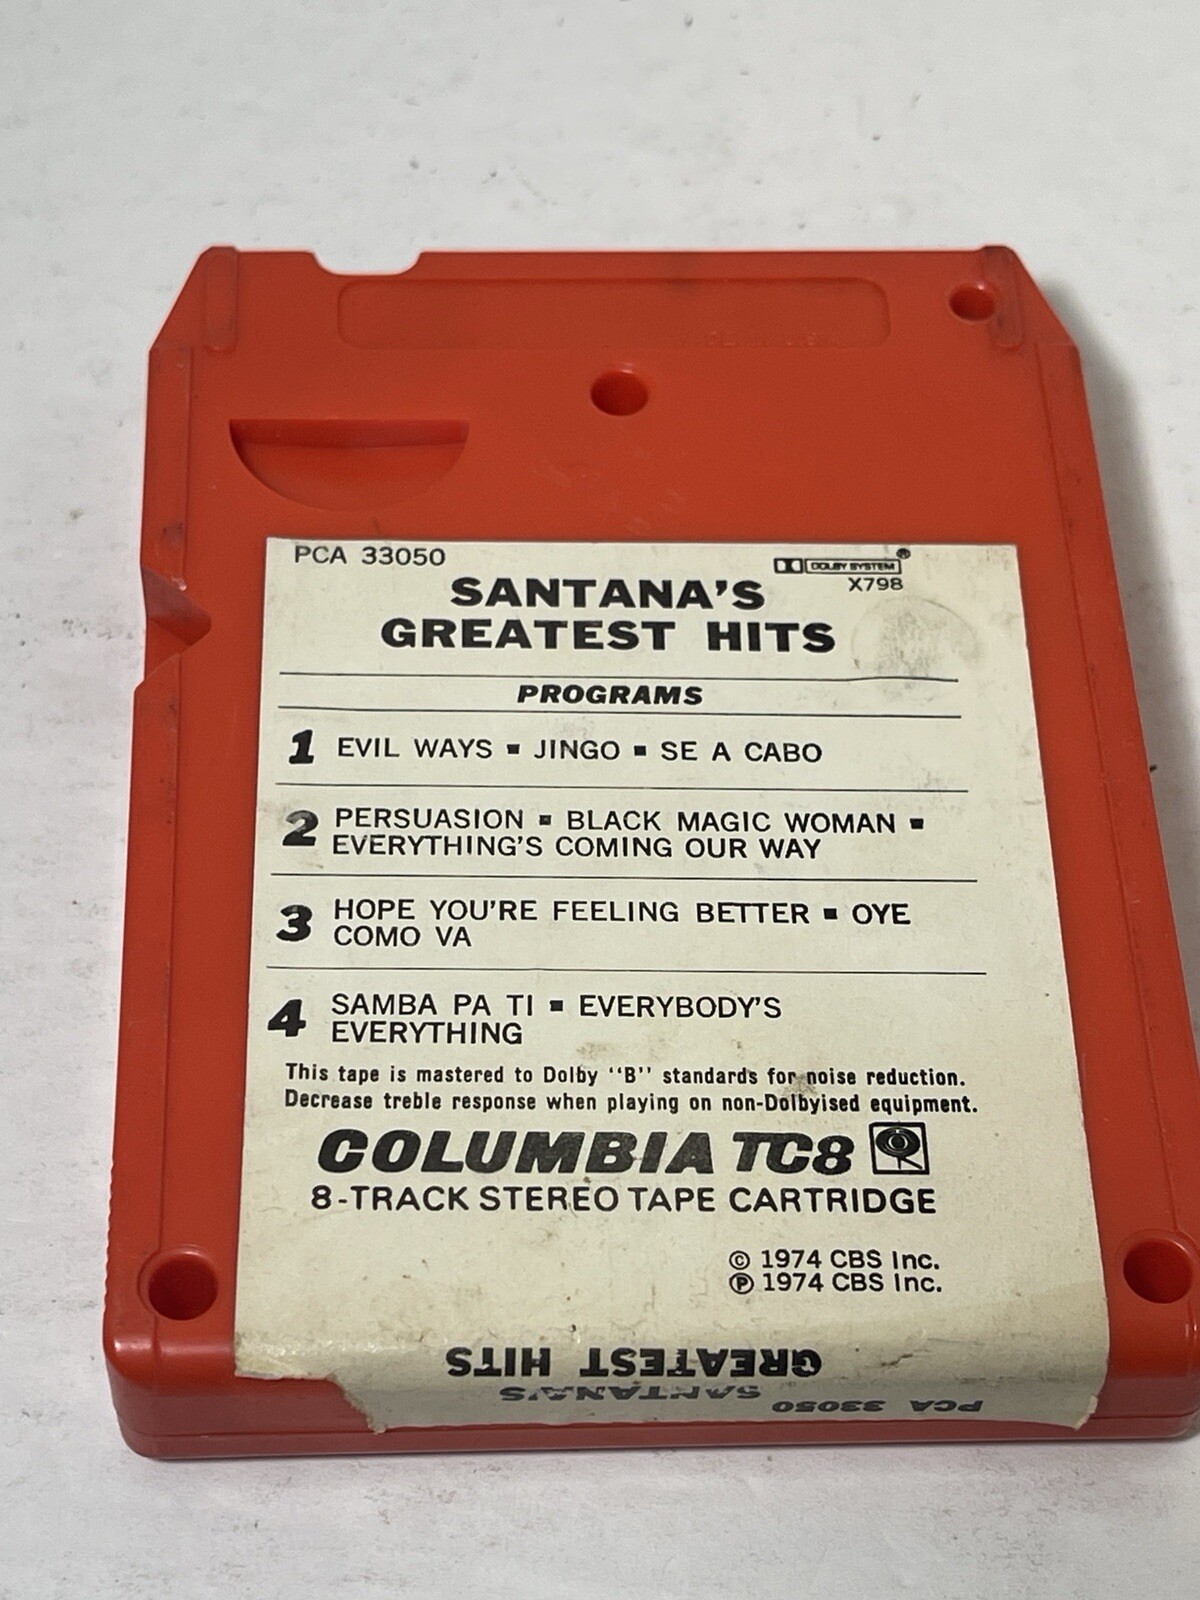 PCA 33050
DOLBY SYSTEM®
X798
SANTANA'S
GREATEST HITS
PROGRAMS
1 EVIL WAYS ▪ JINGO ▪ SE A CABO
2 PERSUASION ▪ BLACK MAGIC WOMAN ▪
EVERYTHING'S COMING OUR WAY
3 HOPE YOU'RE FEELING BETTER ▪ OYE
COMO VA
4 SAMBA PA TI ▪ EVERYBODY'S
EVERYTHING
This tape is mastered to Dolby "B" standards for noise reduction.
Decrease treble response when playing on non-Dolbyised equipment.
COLUMBIA TC8
8-TRACK STEREO TAPE CARTRIDGE
© 1974 CBS Inc.
℗ 1974 CBS Inc.
GREATEST HITS
SANTANA'S
PCA 33050